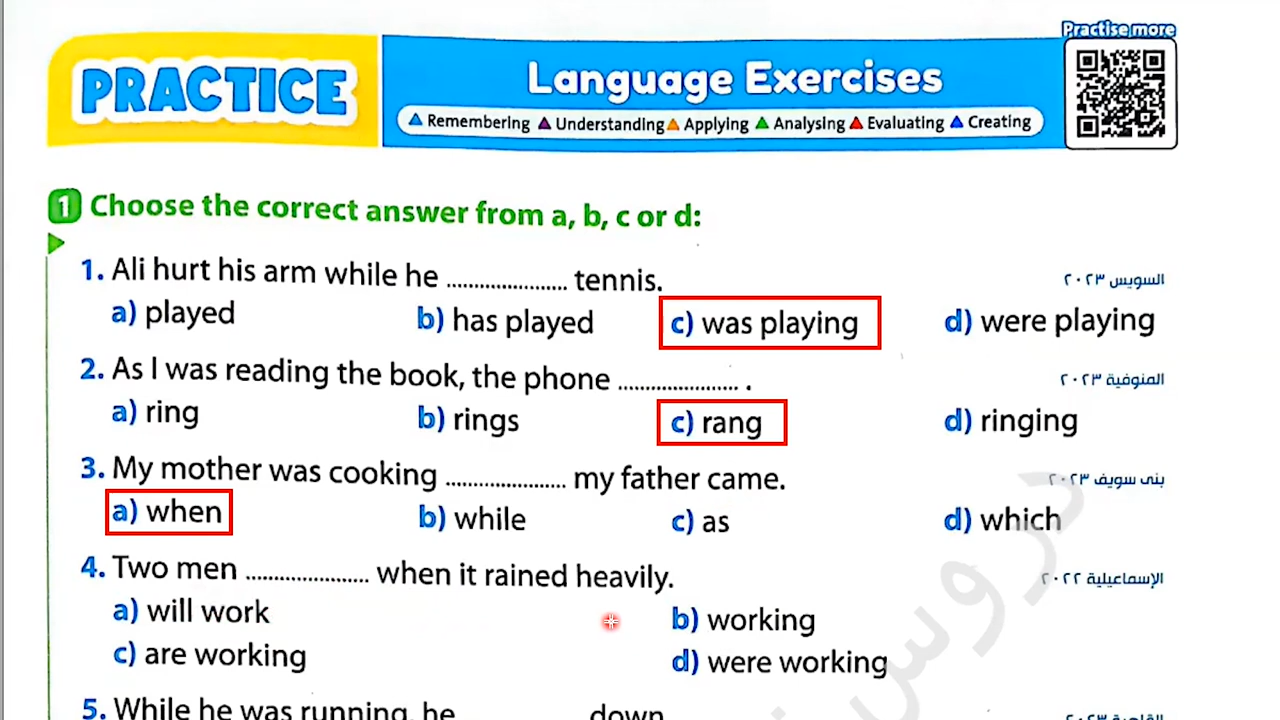 Practise more
PRACTICE
Language Exercises
Remembering Understanding Applying Analysing Evaluating Creating
1 Choose the correct answer from a, b, c or d:
1. Ali hurt his arm while he ..................... tennis. السويس ٢٠٢٣
a) played b) has played c) was playing d) were playing
2. As I was reading the book, the phone ..................... . المنوفية ٢٠٢٣
a) ring b) rings c) rang d) ringing
3. My mother was cooking ..................... my father came. بنى سويف ٢٠٢٣
a) when b) while c) as d) which
4. Two men ..................... when it rained heavily. الإسماعيلية ٢٠٢٢
a) will work b) working
c) are working d) were working
5. While he was running, he ............ down. القاهرة ٢٠٢٣
دروس